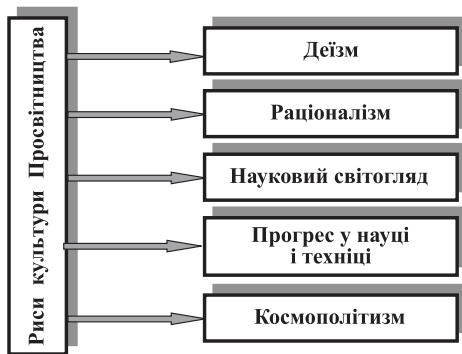 Риси культури Просвітництва
Деїзм
Раціоналізм
Науковий світогляд
Прогрес у науці
і техніці
Космополітизм